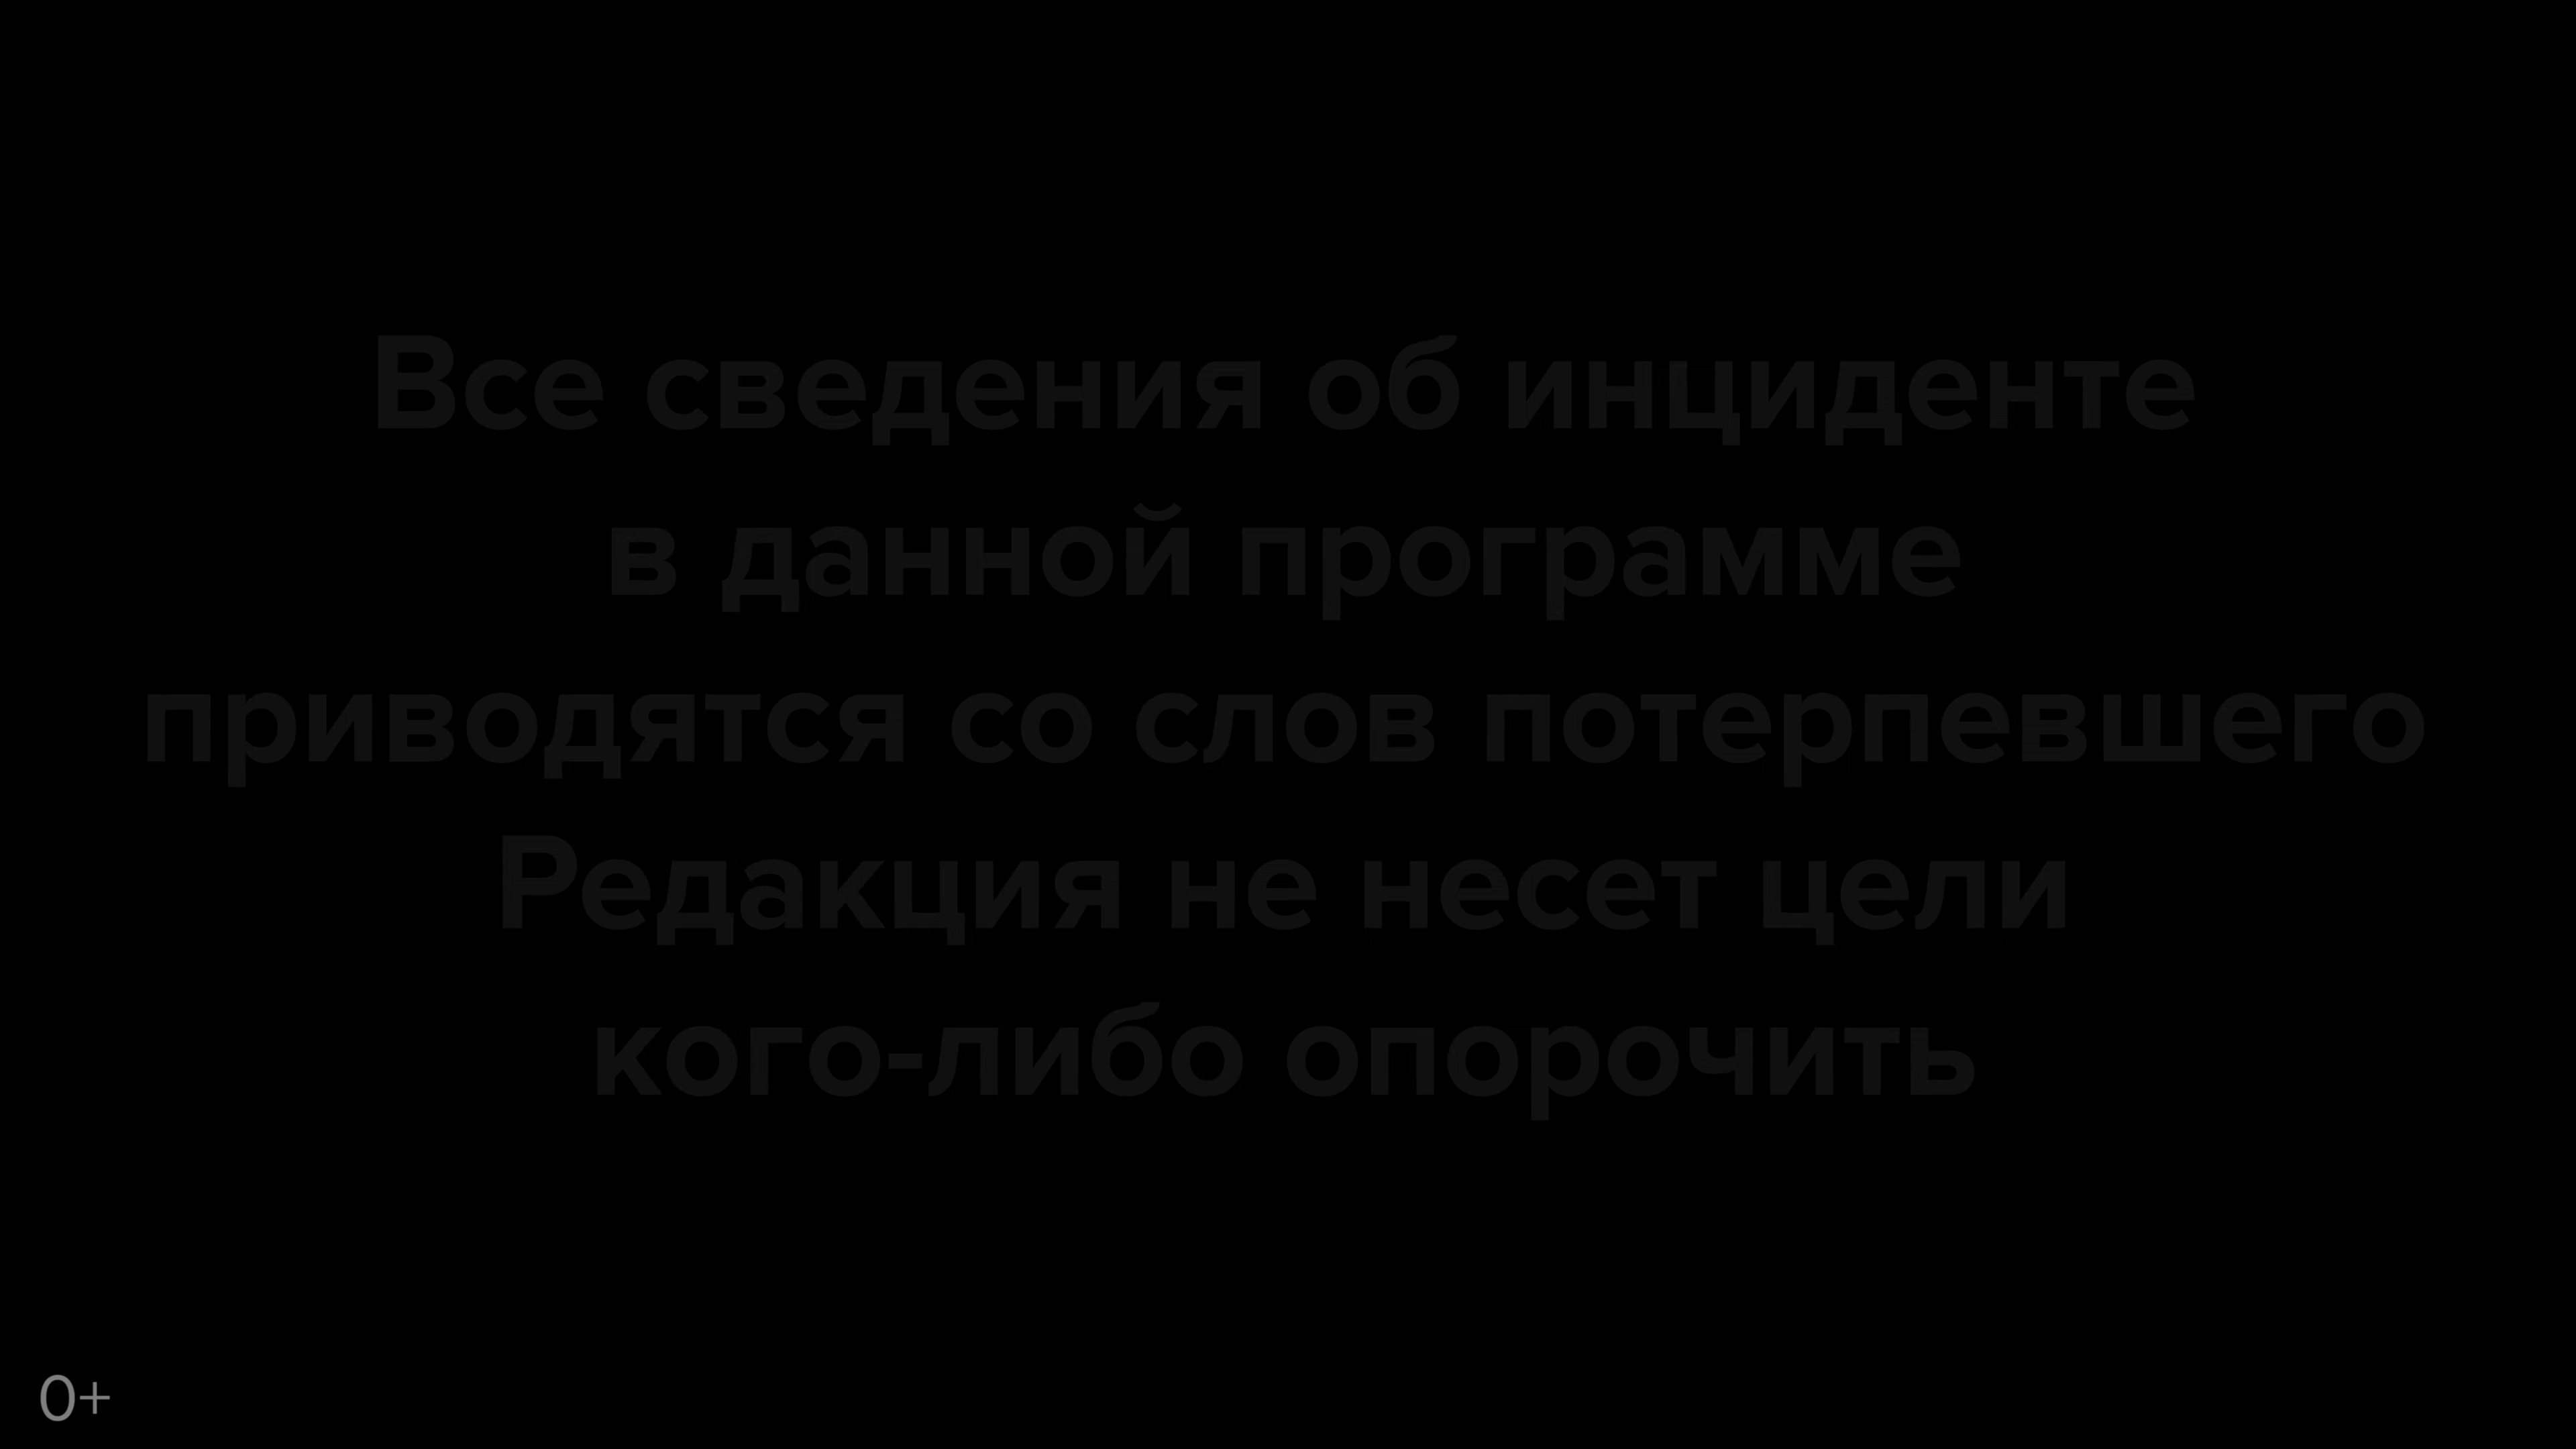 Все сведения об инциденте
в данной программе
приводятся со слов потерпевшего
Редакция не несет цели
кого-либо опорочить
0+